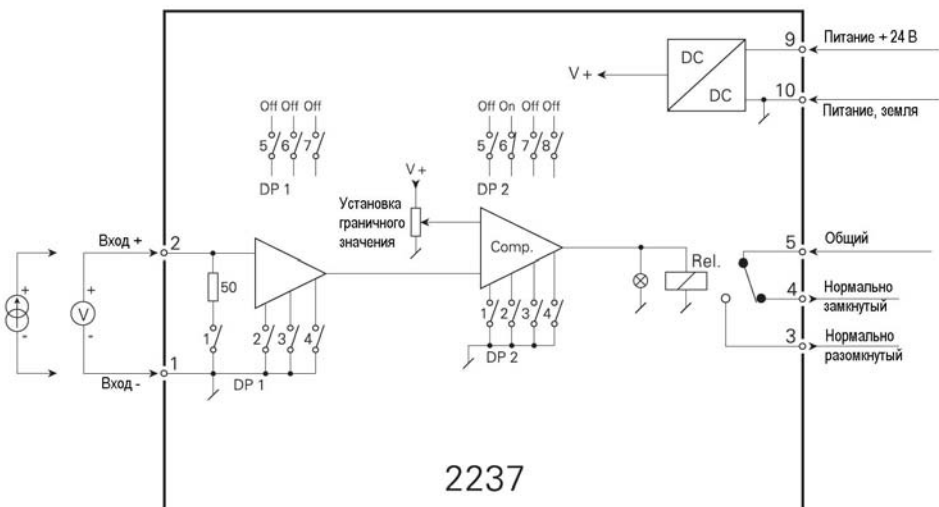 9
Питание + 24 В
DC
V +
DC
10
Питание, земля
Off Off Off
Off On Off Off
5 6 7
5 6 7 8
DP 1
V +
DP 2
Установка
граничного
значения
Вход + 2
Comp.
5 Общий
+ +
50
Rel.
V
4 Нормально
замкнутый
- -
1 2 3 4
1 2 3 4
DP 2
3 Нормально
разомкнутый
1
Вход -
DP 1
2237